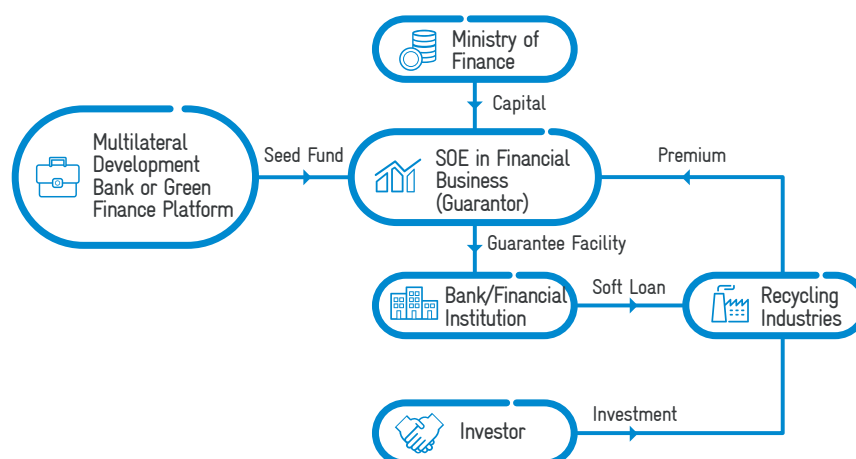 Ministry of
Finance
Capital
Multilateral
Development
Bank or Green
Finance Platform
Seed Fund
SOE in Financial
Business
(Guarantor)
Premium
Guarantee Facility
Bank/Financial
Institution
Soft Loan
Recycling
Industries
Investor
Investment